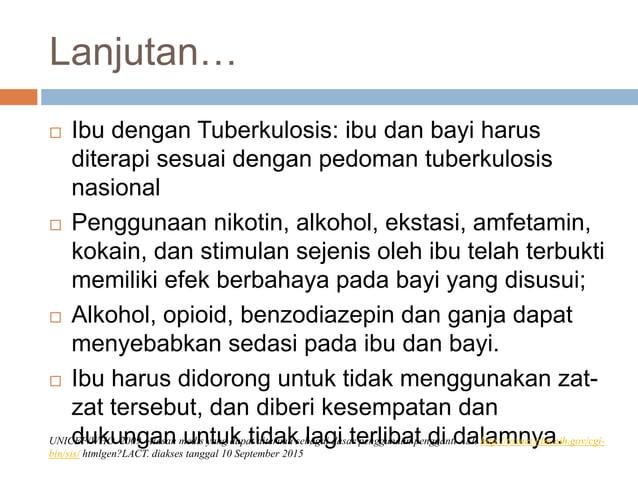 Lanjutan…
Ibu dengan Tuberkulosis: ibu dan bayi harus
diterapi sesuai dengan pedoman tuberkulosis
nasional
Penggunaan nikotin, alkohol, ekstasi, amfetamin,
kokain, dan stimulan sejenis oleh ibu telah terbukti
memiliki efek berbahaya pada bayi yang disusui;
Alkohol, opioid, benzodiazepin dan ganja dapat
menyebabkan sedasi pada ibu dan bayi.
Ibu harus didorong untuk tidak menggunakan zat-
zat tersebut, dan diberi kesempatan dan
dukungan untuk tidak lagi terlibat di dalamnya.
bin/sis/ htmlgen?LACT. diakses tanggal 10 September 2015